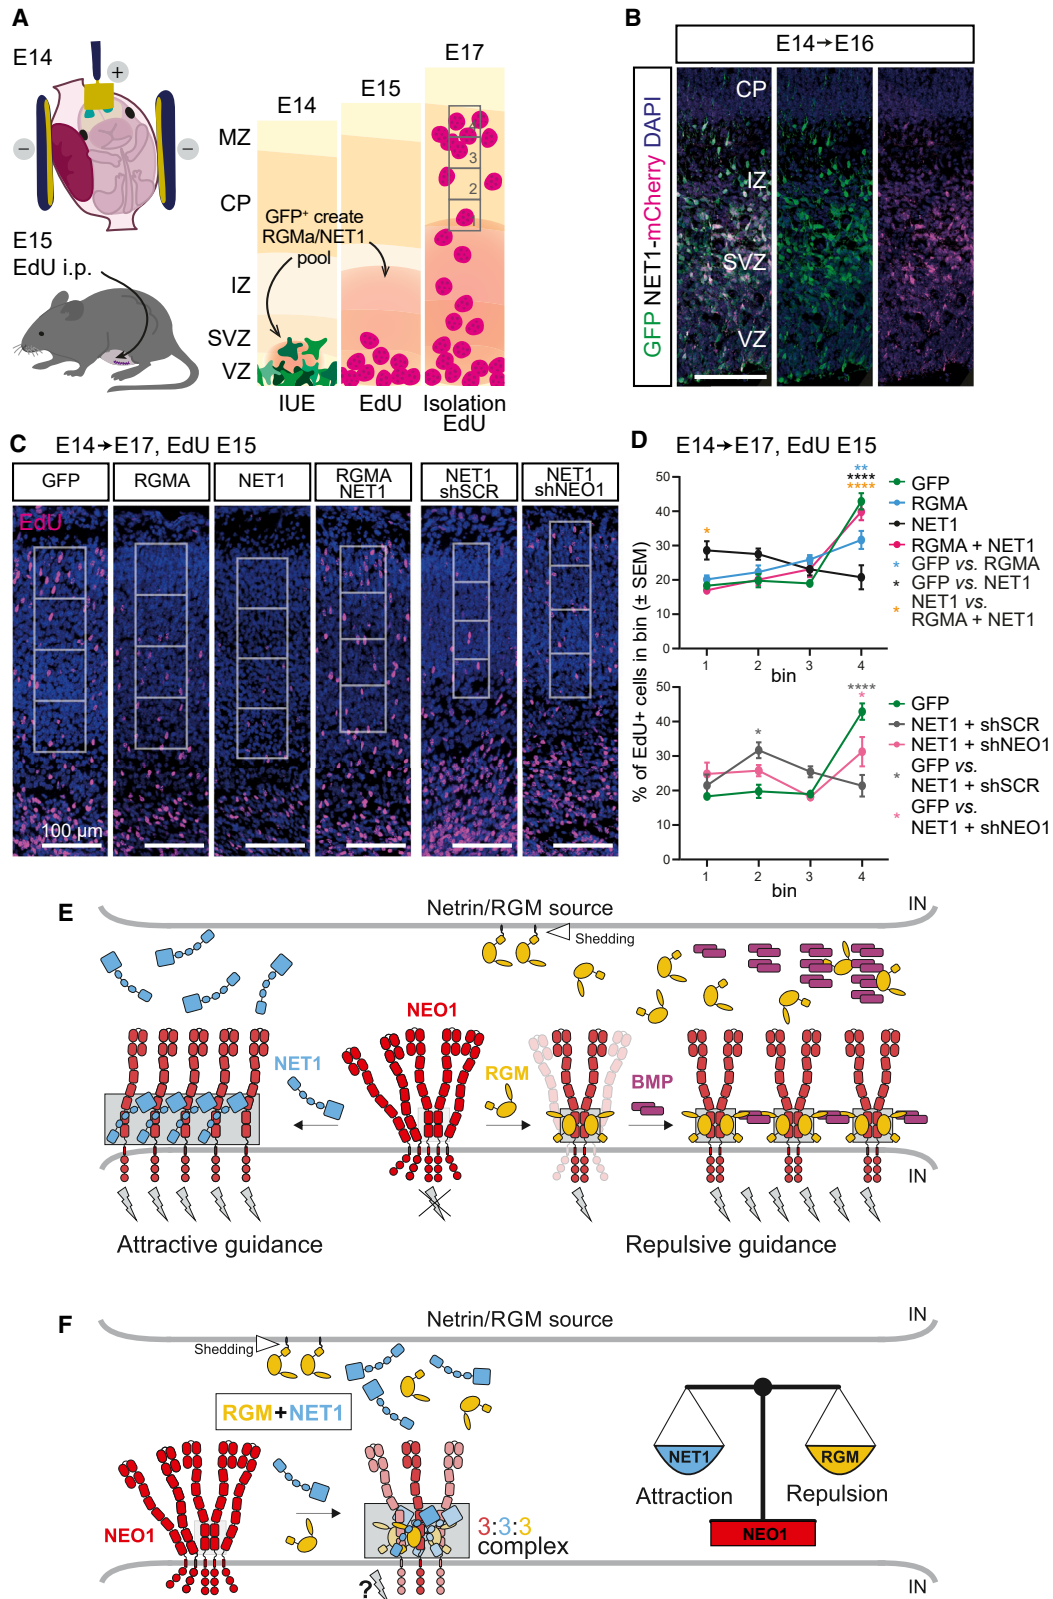 A
E14
+
−
−
E15
EdU i.p.
E14
E15
E17
MZ
CP
IZ
SVZ
VZ
GFP+ create
RGMa/NET1
pool
4
3
2
1
IUE
EdU
Isolation
EdU
B
E14→E16
GFP NET1-mCherry DAPI
CP
IZ
SVZ
VZ
C
E14→E17, EdU E15
GFP
RGMA
NET1
RGMA
NET1
NET1
shSCR
NET1
shNEO1
EdU
100 µm
D
E14→E17, EdU E15
% of EdU+ cells in bin (± SEM)
50
40
30
20
10
0
1
2
3
4
bin
*
**
****
****
GFP
RGMA
NET1
RGMA + NET1
* GFP vs. RGMA
* GFP vs. NET1
* NET1 vs.
RGMA + NET1
50
40
30
20
10
0
1
2
3
4
bin
*
****
*
GFP
NET1 + shSCR
NET1 + shNEO1
GFP vs.
* NET1 + shSCR
GFP vs.
* NET1 + shNEO1
E
Netrin/RGM source
IN
Shedding
NEO1
NET1
RGM
BMP
IN
Attractive guidance
Repulsive guidance
F
Netrin/RGM source
IN
Shedding
RGM+NET1
NEO1
3:3:3
complex
?
NET1
RGM
Attraction
Repulsion
NEO1
IN